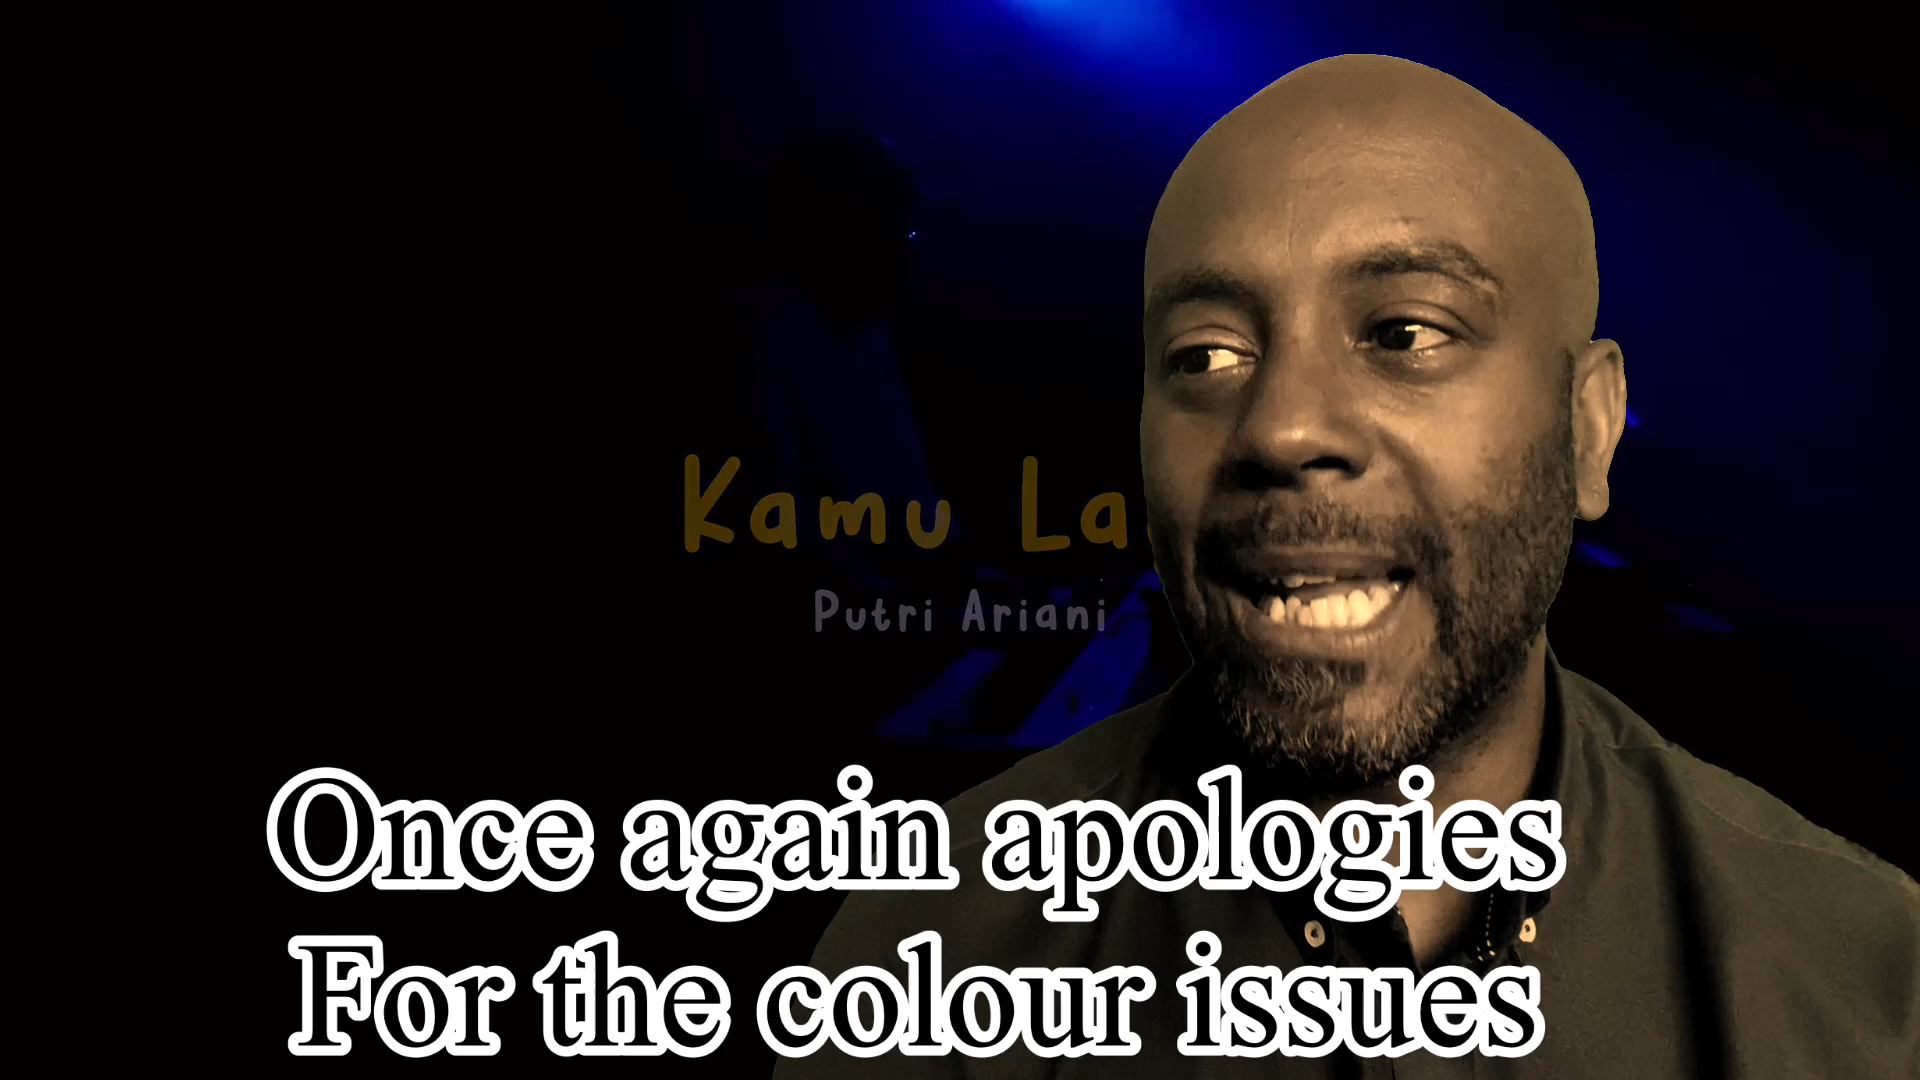 Kamu La
Putri Ariani
Once again apologies
For the colour issues